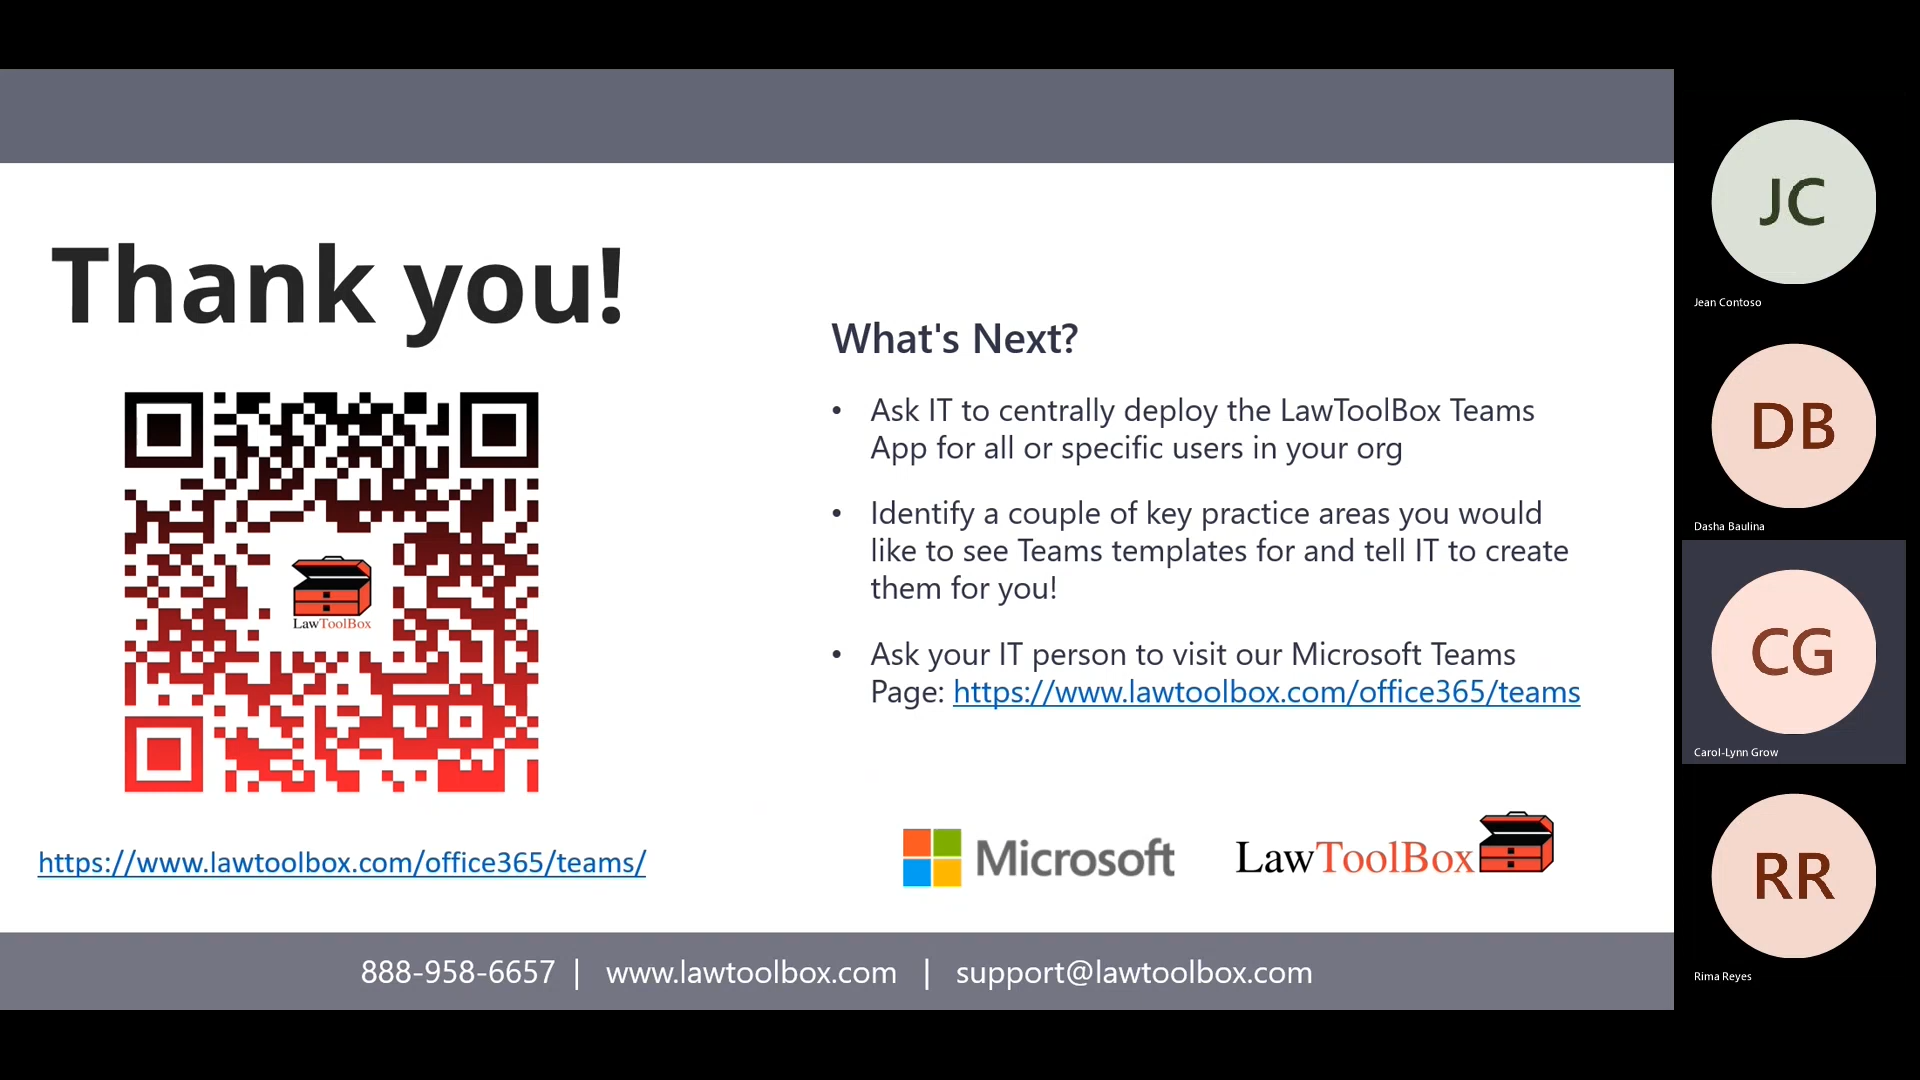 Thank you!
LawToolBox
https://www.lawtoolbox.com/office365/teams/
What's Next?
• Ask IT to centrally deploy the LawToolBox Teams
App for all or specific users in your org
• Identify a couple of key practice areas you would
like to see Teams templates for and tell IT to create
them for you!
• Ask your IT person to visit our Microsoft Teams
Page: https://www.lawtoolbox.com/office365/teams
Microsoft
LawToolBox
888-958-6657 | www.lawtoolbox.com | support@lawtoolbox.com
JC
Jean Contoso
DB
Dasha Baulina
CG
Carol-Lynn Grow
RR
Rima Reyes